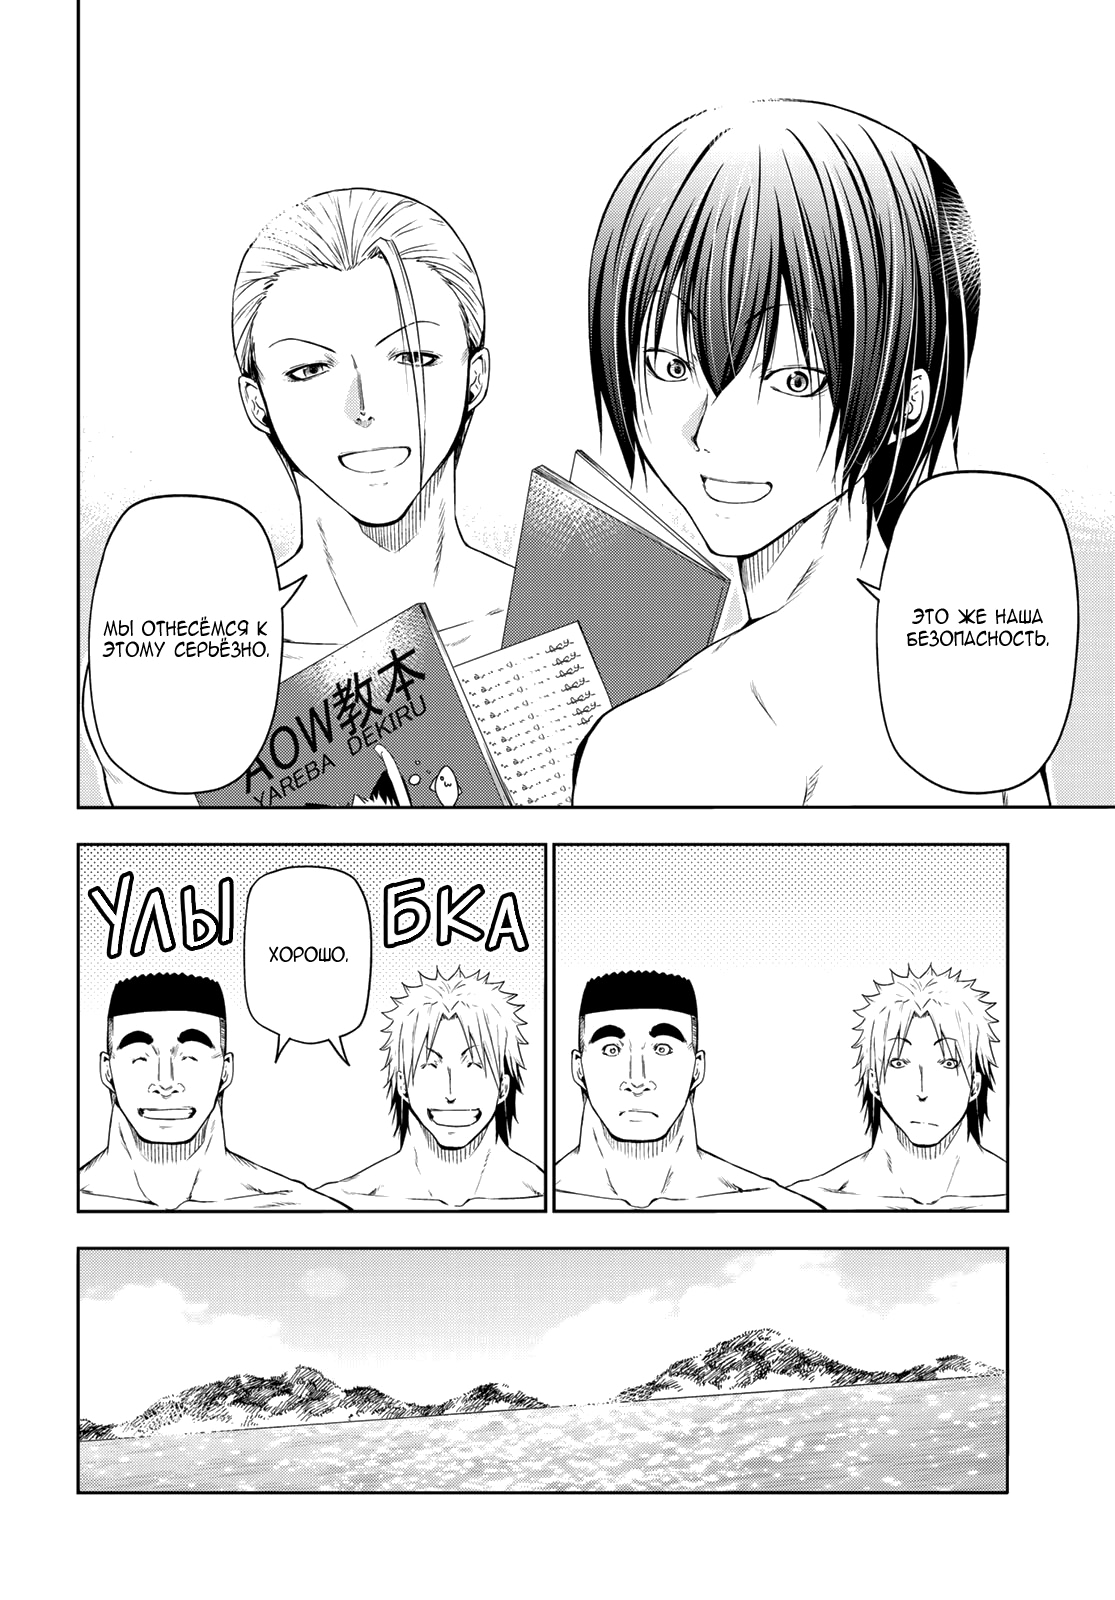 ЭТО ЖЕ НАША
БЕЗОПАСНОСТЬ.
МЫ ОТНЕСЁМСЯ К
ЭТОМУ СЕРЬЁЗНО.
AOW教本
YAREBA DEKIRU
УЛЫ
БКА
ХОРОШО.